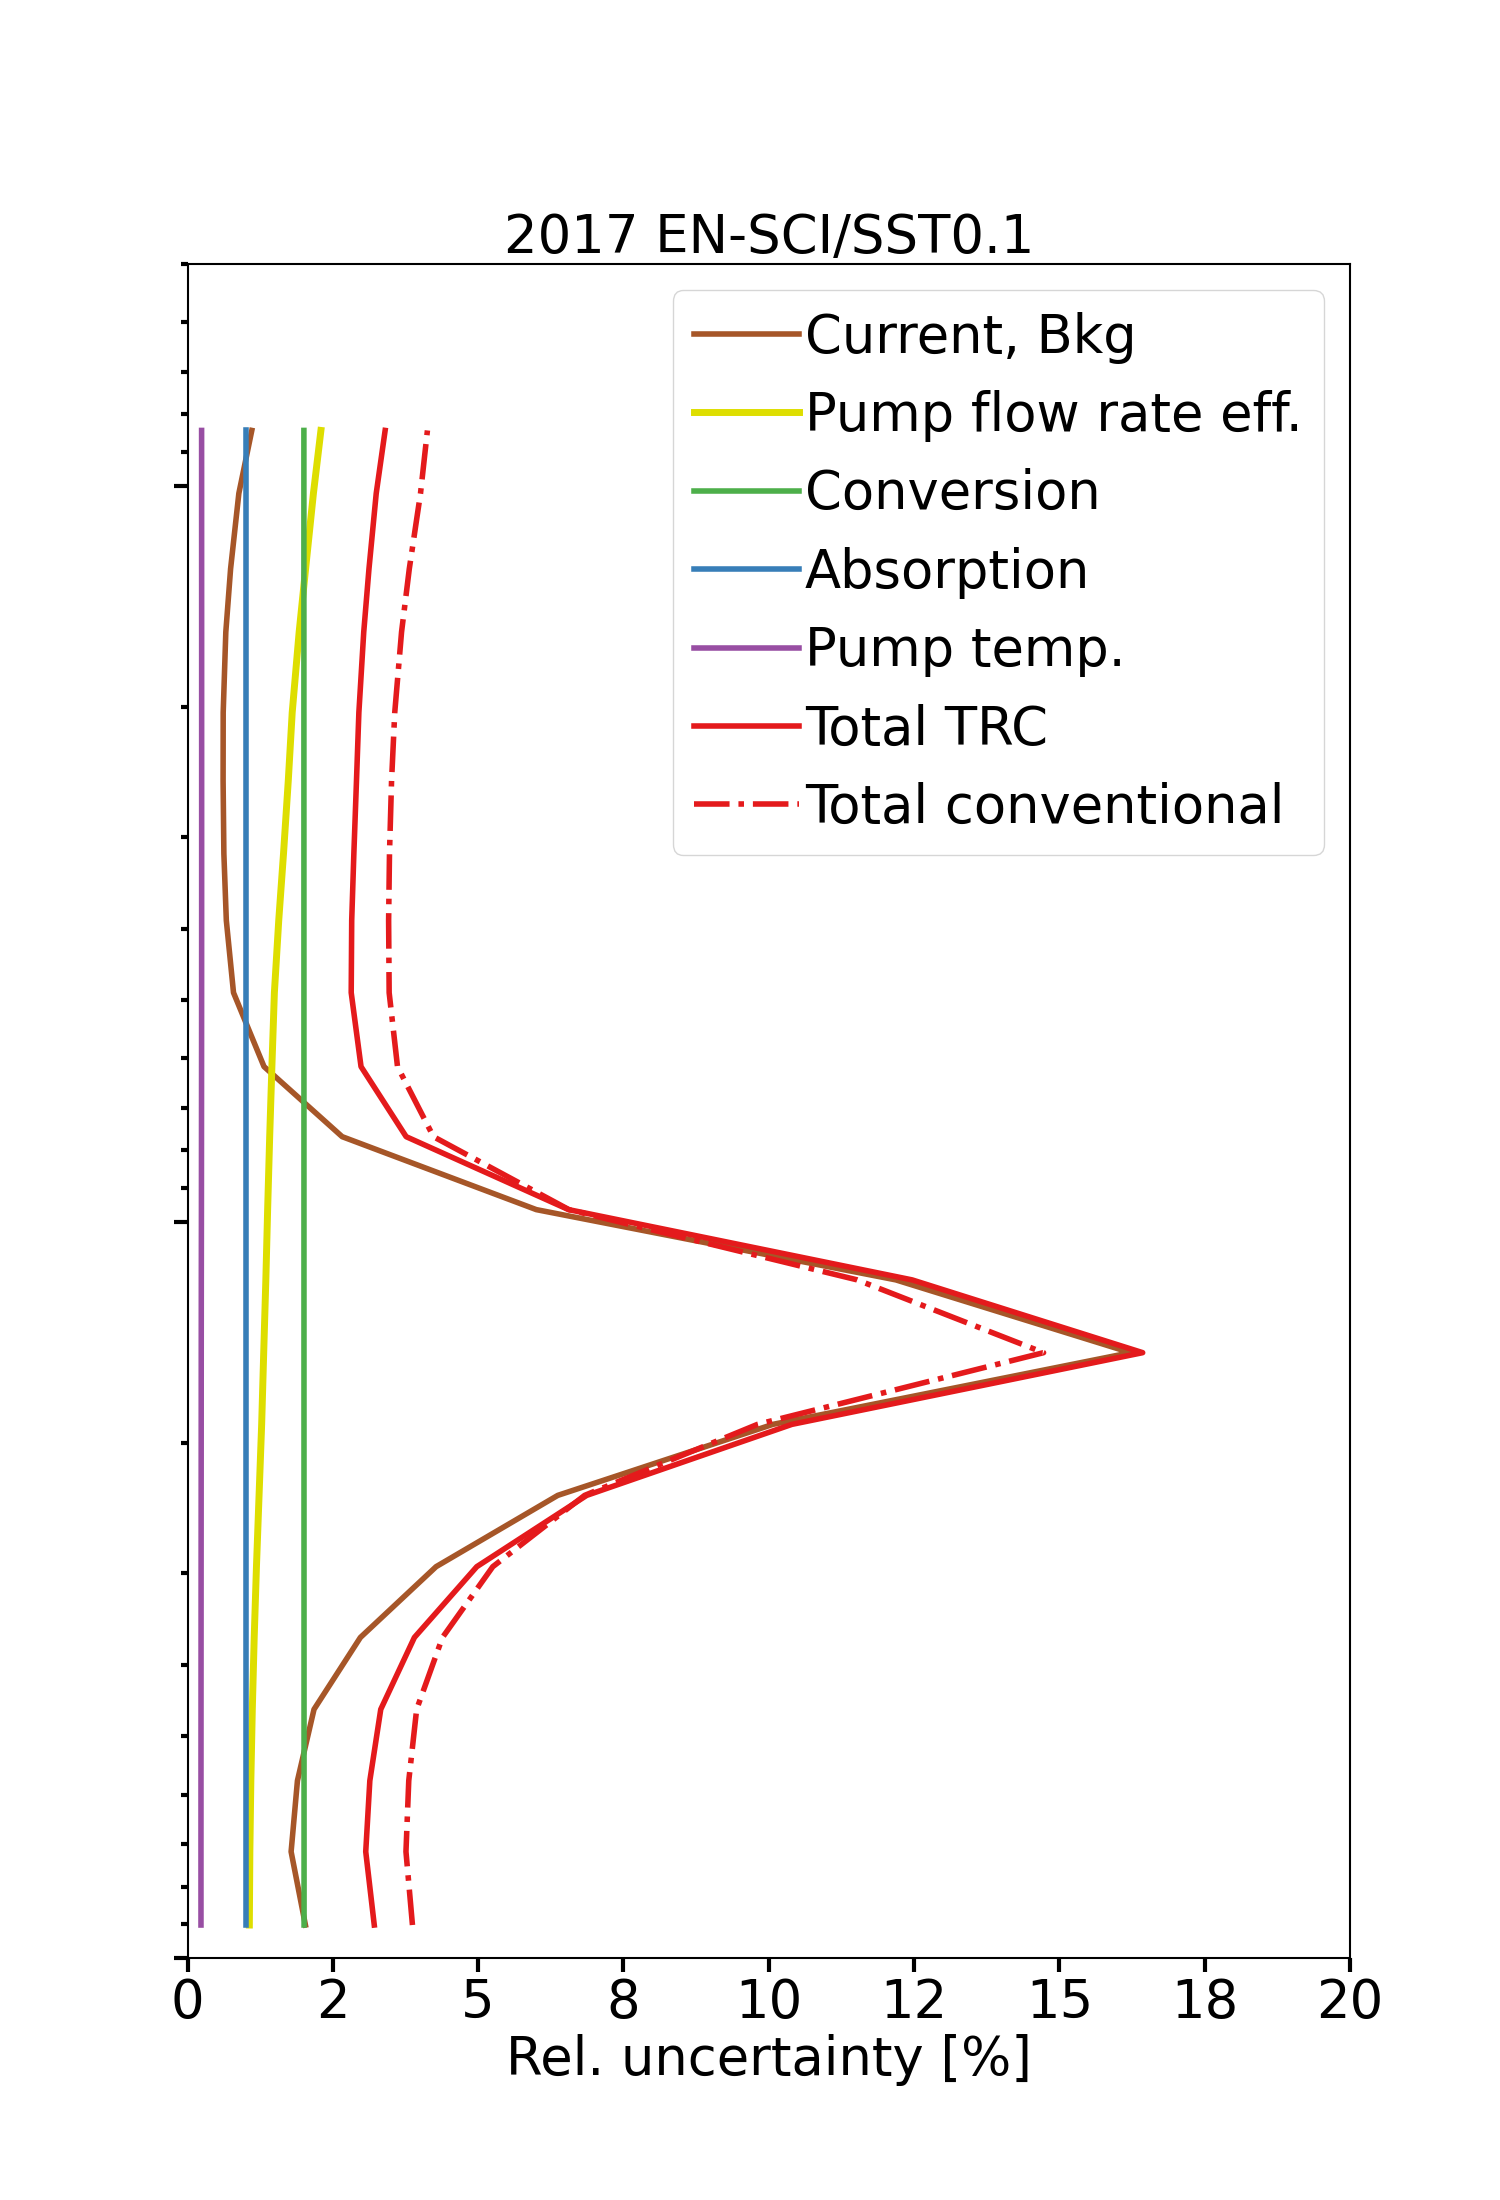 2017 EN-SCI/SST0.1
Current, Bkg
Pump flow rate eff.
Conversion
Absorption
Pump temp.
Total TRC
Total conventional
0 2 5 8 10 12 15 18 20
Rel. uncertainty [%]